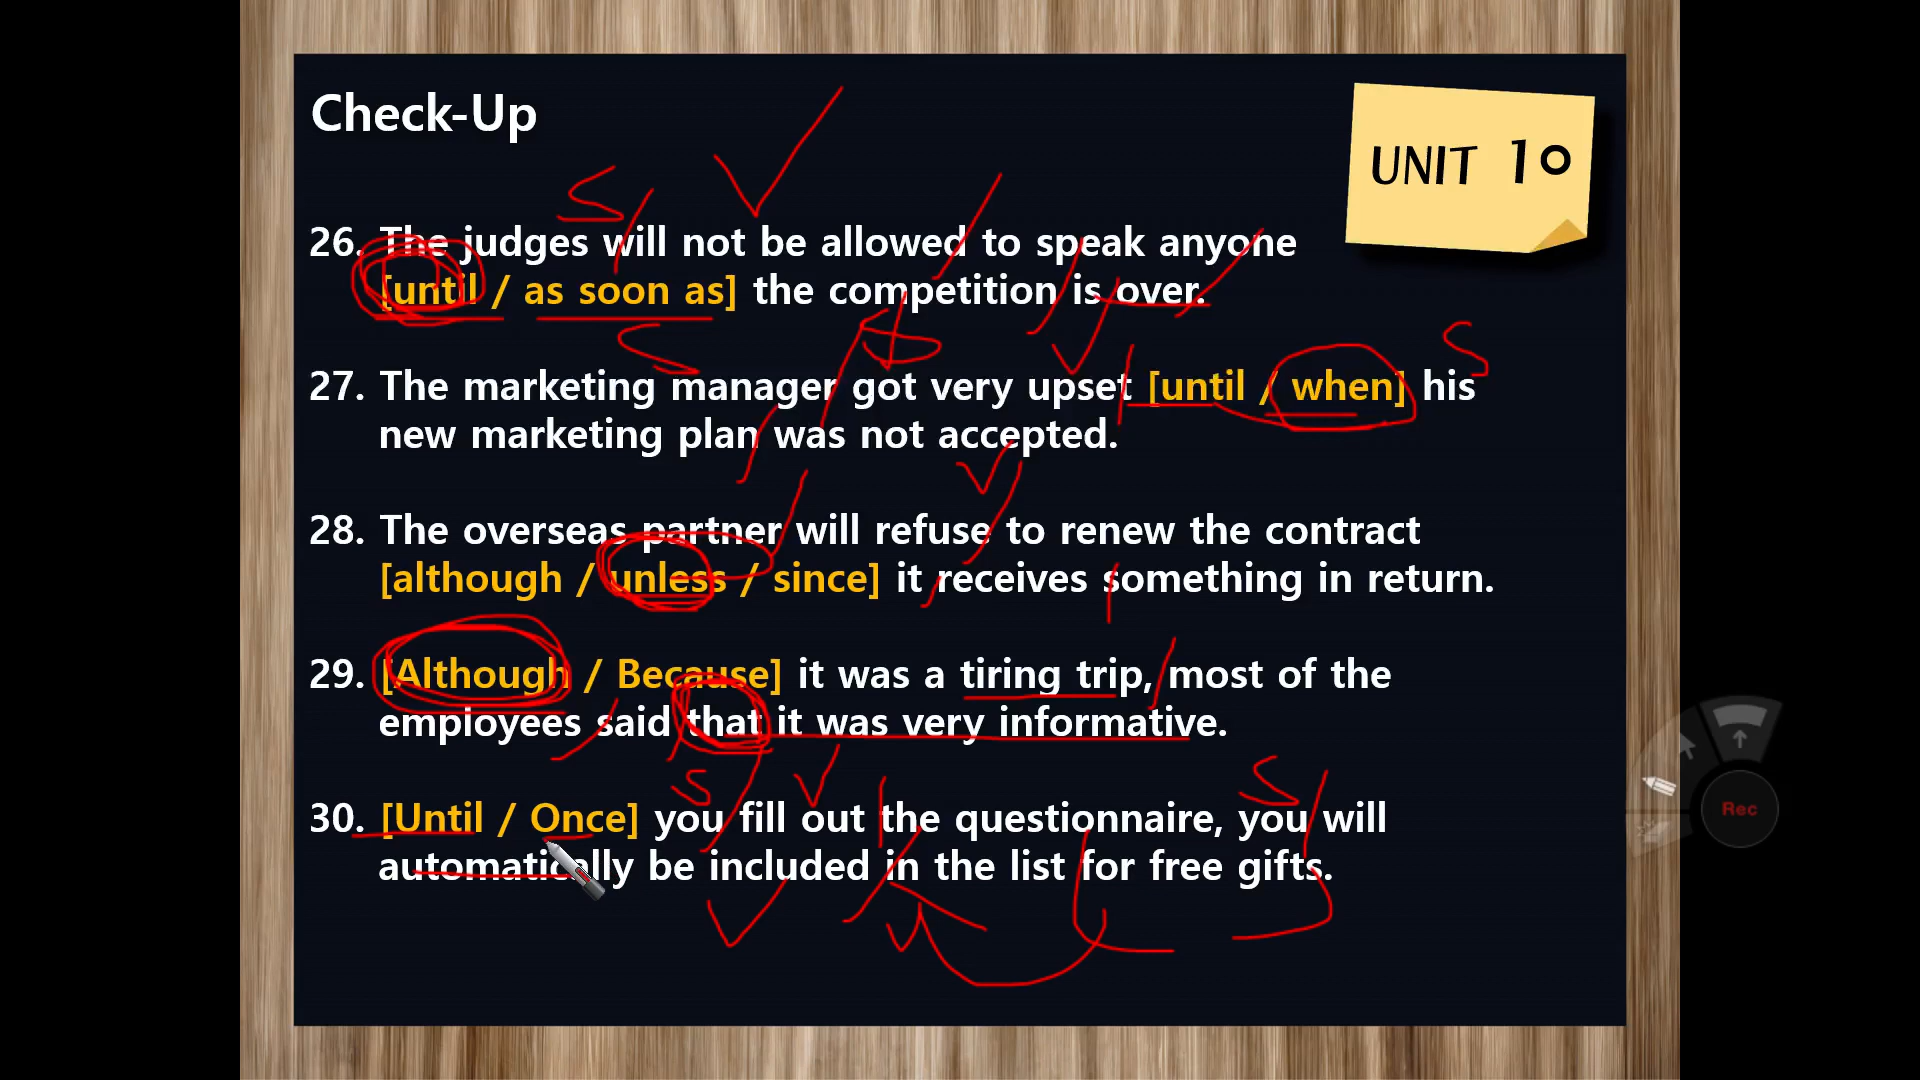 Check-Up
UNIT 10
26. The judges will not be allowed to speak anyone
[until / as soon as] the competition is over.
27. The marketing manager got very upset [until / when] his
new marketing plan was not accepted.
28. The overseas partner will refuse to renew the contract
[although / unless / since] it receives something in return.
29. [Although / Because] it was a tiring trip, most of the
employees said that it was very informative.
30. [Until / Once] you fill out the questionnaire, you will
automatically be included in the list for free gifts.
Rec